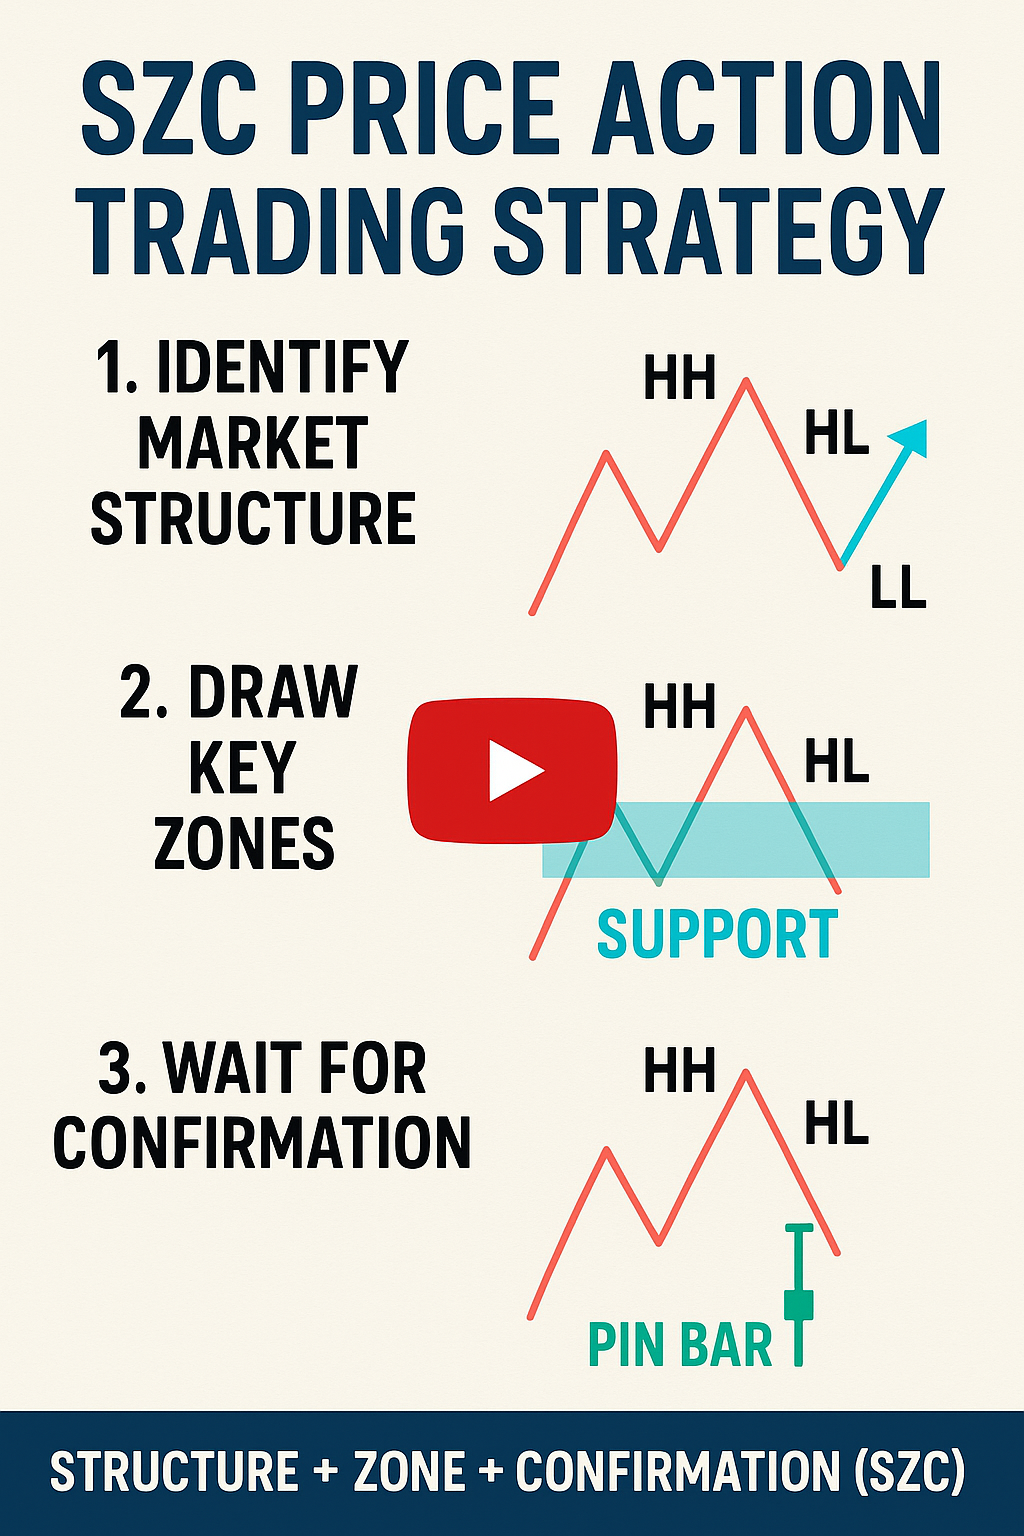 SZC PRICE ACTION
TRADING STRATEGY
1. IDENTIFY
MARKET
STRUCTURE
HH
HL
LL
2. DRAW
KEY
ZONES
HH
HL
SUPPORT
3. WAIT FOR
CONFIRMATION
HH
HL
PIN BAR
STRUCTURE + ZONE + CONFIRMATION (SZC)